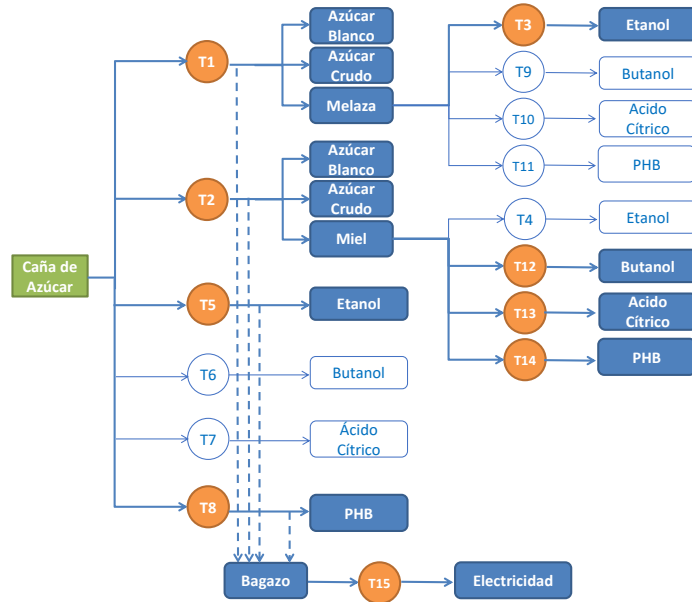 Caña de
Azúcar
T1
Azúcar
Blanco
Azúcar
Crudo
Melaza
T3
Etanol
T9
Butanol
T10
Acido
Cítrico
T11
PHB
T2
Azúcar
Blanco
Azúcar
Crudo
Miel
T4
Etanol
T12
Butanol
T13
Acido
Cítrico
T14
PHB
T5
Etanol
T6
Butanol
T7
Ácido
Cítrico
T8
PHB
Bagazo
T15
Electricidad